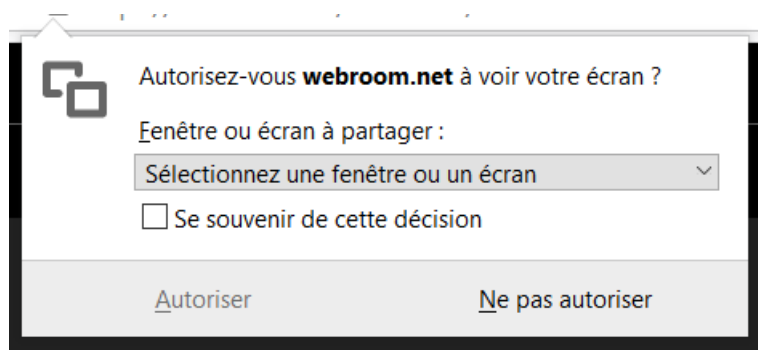 Autorisez-vous webroom.net à voir votre écran ?
Fenêtre ou écran à partager :
Sélectionnez une fenêtre ou un écran
Se souvenir de cette décision
Autoriser
Ne pas autoriser